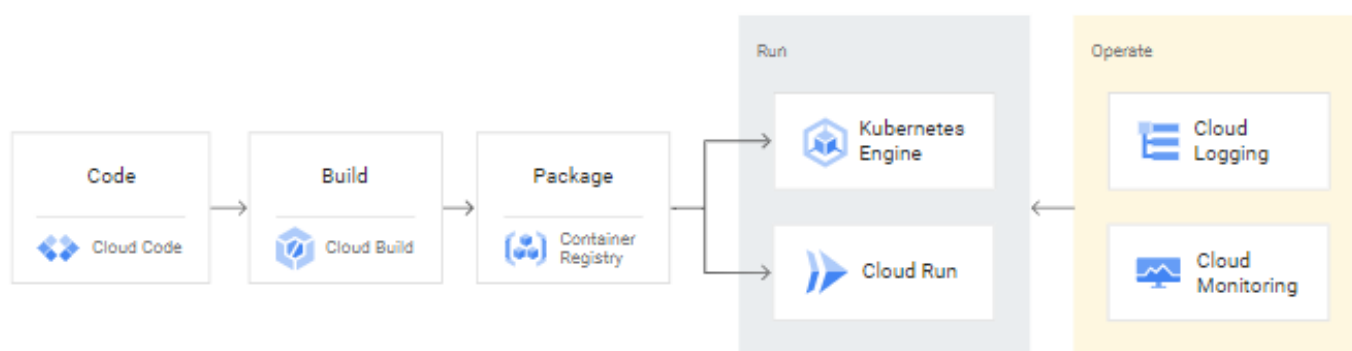 Code
Cloud Code
Build
Cloud Build
Package
Container
Registry
Run
Kubernetes
Engine
Cloud Run
Operate
Cloud
Logging
Cloud
Monitoring